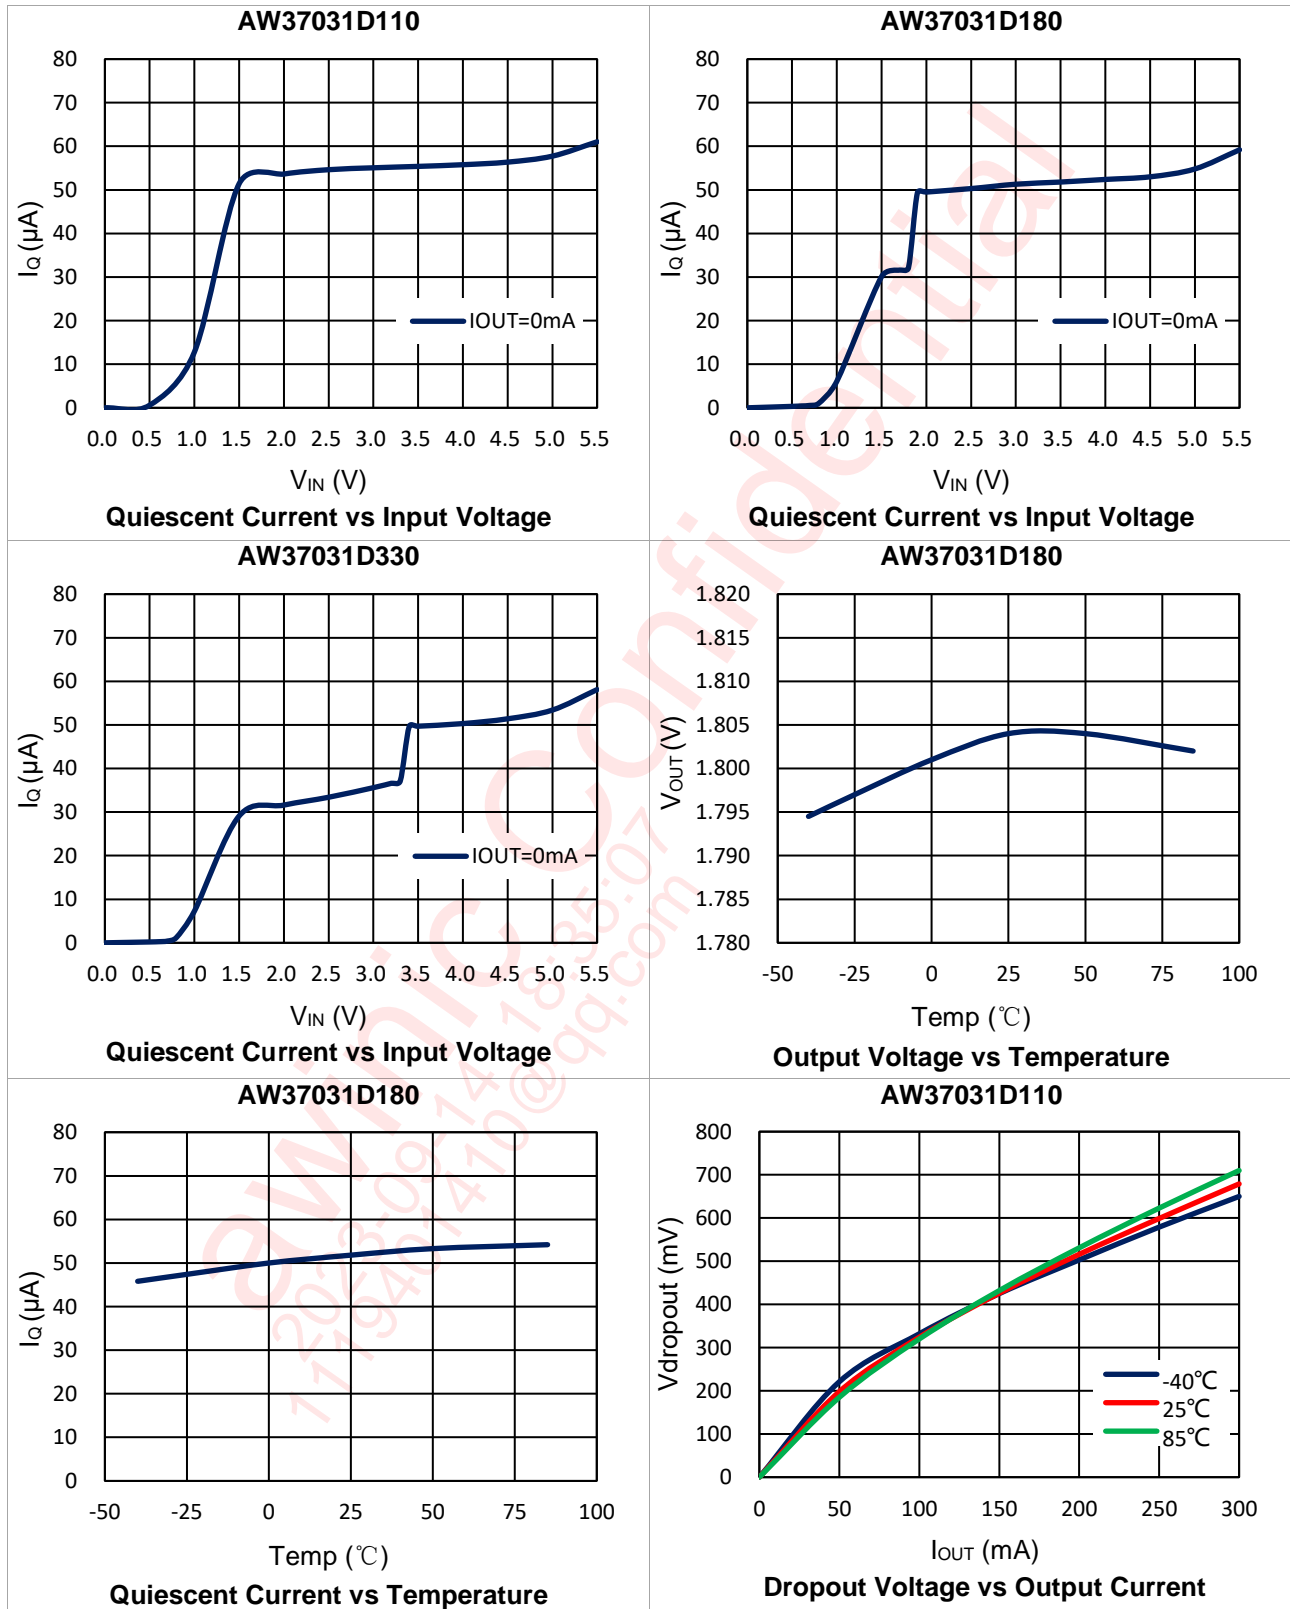 AW37031D110
80
70
60
50
40
30
20
10
0
IQ (µA)
IOUT=0mA
0.0 0.5 1.0 1.5 2.0 2.5 3.0 3.5 4.0 4.5 5.0 5.5
VIN (V)
Quiescent Current vs Input Voltage
AW37031D180
80
70
60
50
40
30
20
10
0
IQ (µA)
IOUT=0mA
0.0 0.5 1.0 1.5 2.0 2.5 3.0 3.5 4.0 4.5 5.0 5.5
VIN (V)
Quiescent Current vs Input Voltage
AW37031D330
80
70
60
50
40
30
20
10
0
IQ (µA)
IOUT=0mA
0.0 0.5 1.0 1.5 2.0 2.5 3.0 3.5 4.0 4.5 5.0 5.5
VIN (V)
Quiescent Current vs Input Voltage
AW37031D180
1.820
1.815
1.810
1.805
1.800
1.795
1.790
1.785
1.780
VOUT (V)
-50 -25 0 25 50 75 100
Temp (℃)
Output Voltage vs Temperature
AW37031D180
80
70
60
50
40
30
20
10
0
IQ (µA)
-50 -25 0 25 50 75 100
Temp (℃)
Quiescent Current vs Temperature
AW37031D110
800
700
600
500
400
300
200
100
0
Vdropout (mV)
-40℃
25℃
85℃
0 50 100 150 200 250 300
IOUT (mA)
Dropout Voltage vs Output Current
awinic Confidential
2023-09-14 18:35:07
1119401410@qq.com